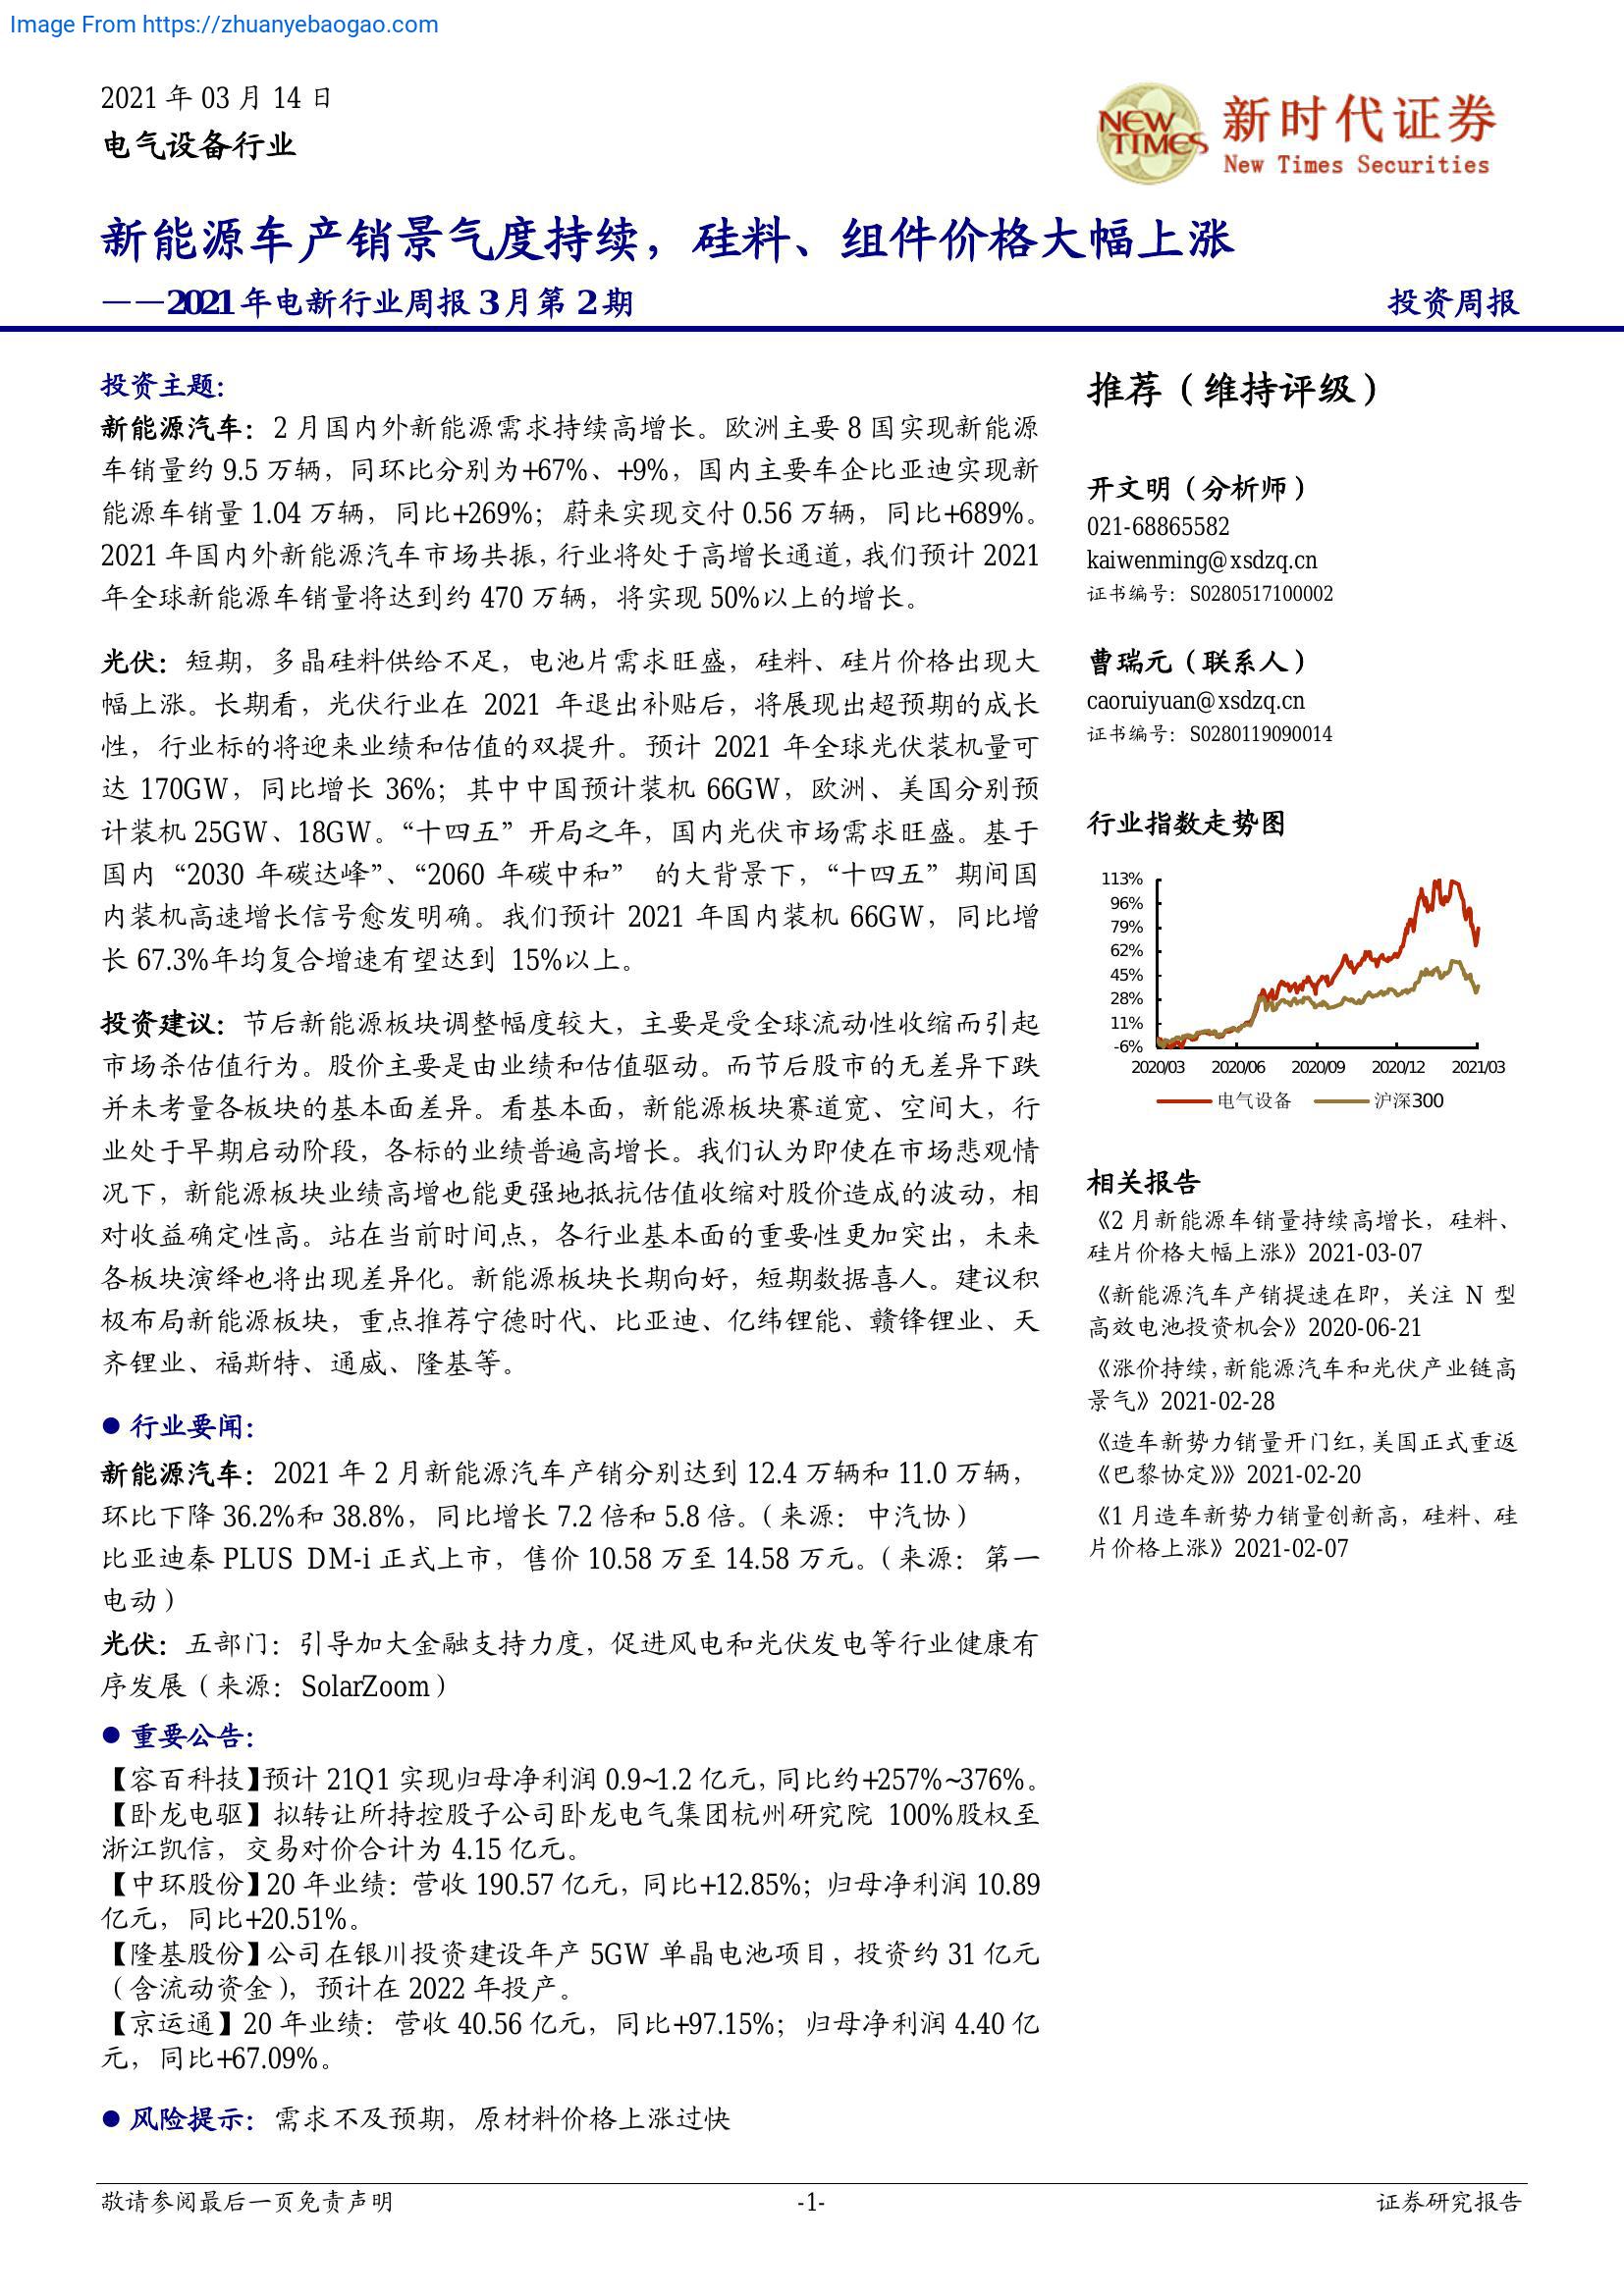 Image From https://zhuanyebaogao.com
2021 年 03 月 14 日
电气设备行业
NEW TIMES
新时代证券
New Times Securities
新能源车产销景气度持续，硅料、组件价格大幅上涨
——2021 年电新行业周报 3 月第 2 期
投资周报
投资主题：
新能源汽车：2 月国内外新能源需求持续高增长。欧洲主要 8 国实现新能源
车销量约 9.5 万辆，同环比分别为+67%、+9%，国内主要车企比亚迪实现新
能源车销量 1.04 万辆，同比+269%；蔚来实现交付 0.56 万辆，同比+689%。
2021 年国内外新能源汽车市场共振，行业将处于高增长通道，我们预计 2021
年全球新能源车销量将达到约 470 万辆，将实现 50%以上的增长。
光伏：短期，多晶硅料供给不足，电池片需求旺盛，硅料、硅片价格出现大
幅上涨。长期看，光伏行业在 2021 年退出补贴后，将展现出超预期的成长
性，行业标的将迎来业绩和估值的双提升。预计 2021 年全球光伏装机量可
达 170GW，同比增长 36%；其中中国预计装机 66GW，欧洲、美国分别预
计装机 25GW、18GW。“十四五”开局之年，国内光伏市场需求旺盛。基于
国内 “2030 年碳达峰”、“2060 年碳中和” 的大背景下，“十四五”期间国
内装机高速增长信号愈发明确。我们预计 2021 年国内装机 66GW，同比增
长 67.3%年均复合增速有望达到 15%以上。
投资建议：节后新能源板块调整幅度较大，主要是受全球流动性收缩而引起
市场杀估值行为。股价主要是由业绩和估值驱动。而节后股市的无差异下跌
并未考量各板块的基本面差异。看基本面，新能源板块赛道宽、空间大，行
业处于早期启动阶段，各标的业绩普遍高增长。我们认为即使在市场悲观情
况下，新能源板块业绩高增也能更强地抵抗估值收缩对股价造成的波动，相
对收益确定性高。站在当前时间点，各行业基本面的重要性更加突出，未来
各板块演绎也将出现差异化。新能源板块长期向好，短期数据喜人。建议积
极布局新能源板块，重点推荐宁德时代、比亚迪、亿纬锂能、赣锋锂业、天
齐锂业、福斯特、通威、隆基等。
● 行业要闻：
新能源汽车：2021 年 2 月新能源汽车产销分别达到 12.4 万辆和 11.0 万辆，
环比下降 36.2%和 38.8%，同比增长 7.2 倍和 5.8 倍。（来源：中汽协）
比亚迪秦 PLUS DM-i 正式上市，售价 10.58 万至 14.58 万元。（来源：第一
电动）
光伏：五部门：引导加大金融支持力度，促进风电和光伏发电等行业健康有
序发展（来源：SolarZoom）
● 重要公告：
【容百科技】预计 21Q1 实现归母净利润 0.9~1.2 亿元，同比约+257%~376%。
【卧龙电驱】拟转让所持控股子公司卧龙电气集团杭州研究院 100%股权至
浙江凯信，交易对价合计为 4.15 亿元。
【中环股份】20 年业绩：营收 190.57 亿元，同比+12.85%；归母净利润 10.89
亿元，同比+20.51%。
【隆基股份】公司在银川投资建设年产 5GW 单晶电池项目，投资约 31 亿元
（含流动资金），预计在 2022 年投产。
【京运通】20 年业绩：营收 40.56 亿元，同比+97.15%；归母净利润 4.40 亿
元，同比+67.09%。
● 风险提示：需求不及预期，原材料价格上涨过快
推荐（维持评级）
开文明（分析师）
021-68865582
kaiwenming@xsdzq.cn
证书编号：S0280517100002
曹瑞元（联系人）
caoruiyuan@xsdzq.cn
证书编号：S0280119090014
行业指数走势图
113%
96%
79%
62%
45%
28%
11%
-6%
2020/03 2020/06 2020/09 2020/12 2021/03
电气设备 沪深300
相关报告
《2 月新能源车销量持续高增长，硅料、
硅片价格大幅上涨》2021-03-07
《新能源汽车产销提速在即，关注 N 型
高效电池投资机会》2020-06-21
《涨价持续，新能源汽车和光伏产业链高
景气》2021-02-28
《造车新势力销量开门红，美国正式重返
《巴黎协定》》2021-02-20
《1 月造车新势力销量创新高，硅料、硅
片价格上涨》2021-02-07
敬请参阅最后一页免责声明
-1-
证券研究报告